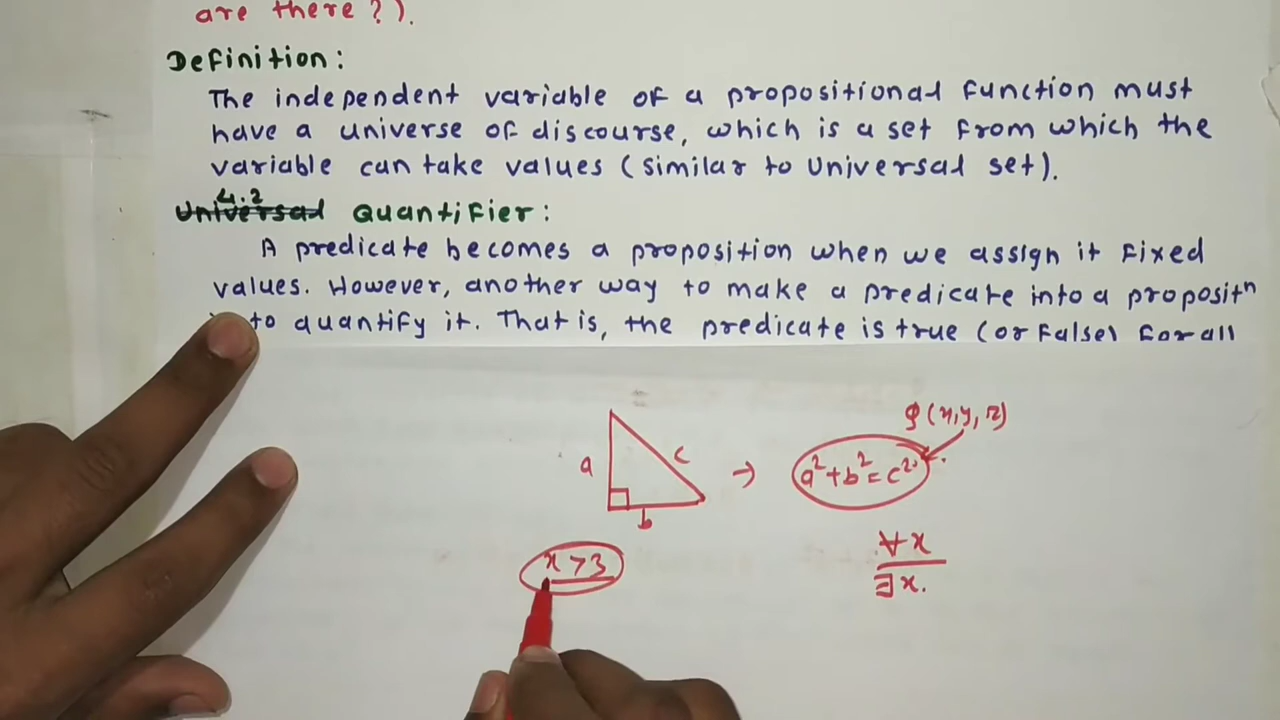 are there?).
Definition:
The independent variable of a propositional function must
have a universe of discourse, which is a set from which the
variable can take values (similar to Universal set).
4.2
Universal Quantifier:
A predicate becomes a proposition when we assign it fixed
values. However, another way to make a predicate into a propositn
to quantify it. That is, the predicate is true (or false) for all
a
c
b
→ a²+b²=c²
(x,y,z)
x>3
∀x
∃x.